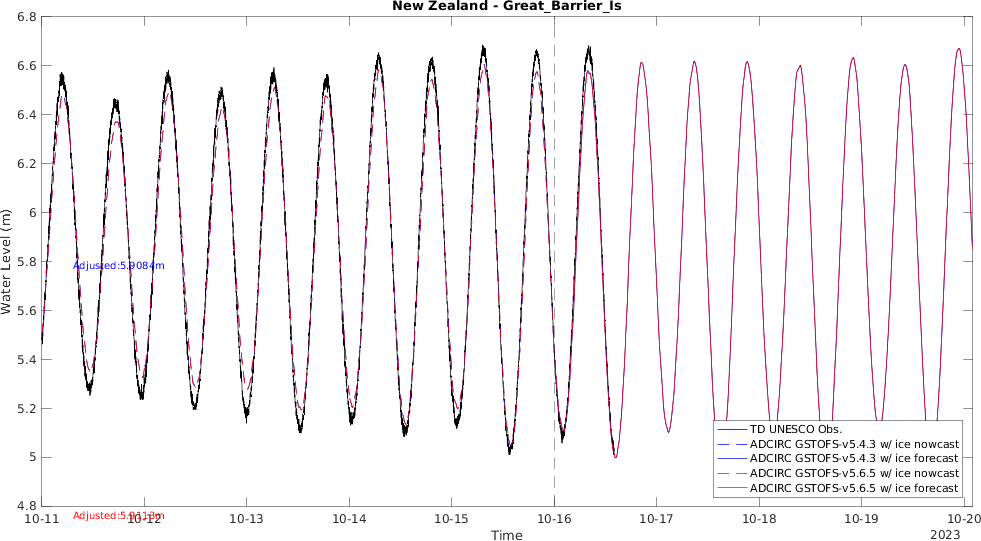 New Zealand - Great_Barrier_Is
6.8
6.6
6.4
6.2
6
5.8
5.6
5.4
5.2
5
4.8
Water Level (m)
Adjusted:5.9084m
Adjusted:5.9113m
TD UNESCO Obs.
ADCIRC GSTOFS-v5.4.3 w/ ice nowcast
ADCIRC GSTOFS-v5.4.3 w/ ice forecast
ADCIRC GSTOFS-v5.6.5 w/ ice nowcast
ADCIRC GSTOFS-v5.6.5 w/ ice forecast
10-11 10-12 10-13 10-14 10-15 10-16 10-17 10-18 10-19 10-20
Time
2023